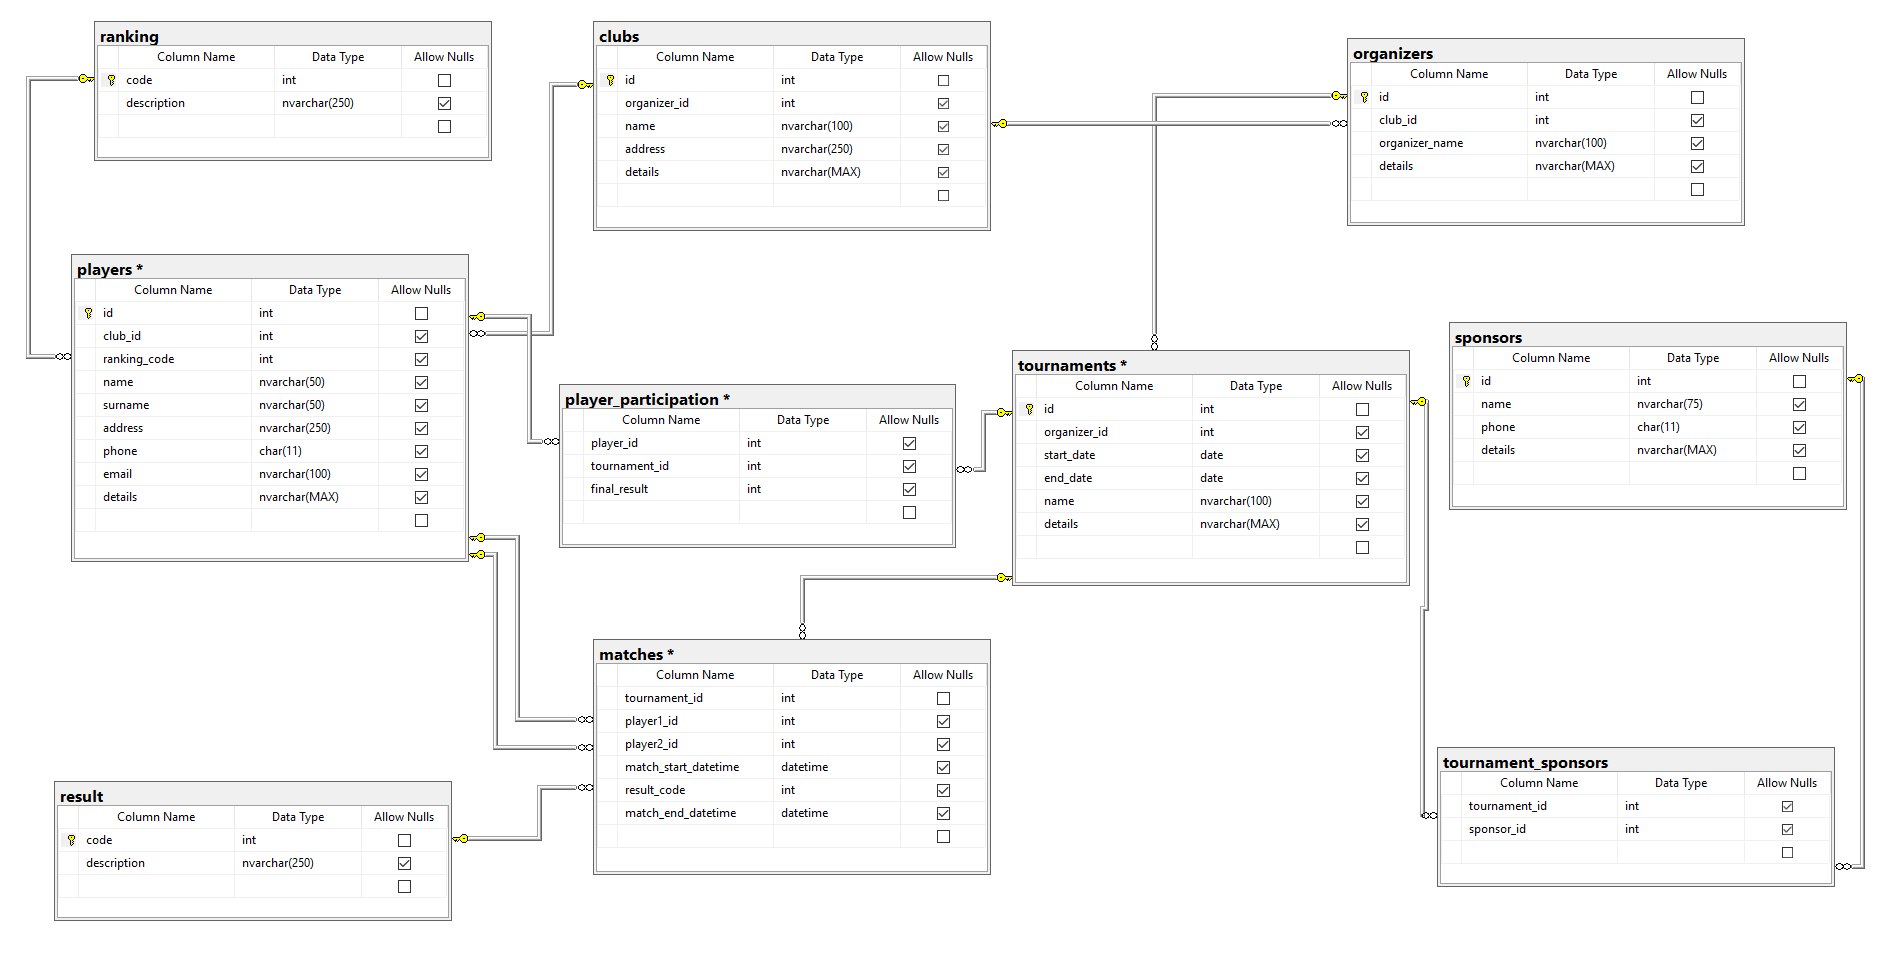 ranking
Column Name Data Type Allow Nulls
code int
description nvarchar(250)
clubs
Column Name Data Type Allow Nulls
id int
organizer_id int
name nvarchar(100)
address nvarchar(250)
details nvarchar(MAX)
organizers
Column Name Data Type Allow Nulls
id int
club_id int
organizer_name nvarchar(100)
details nvarchar(MAX)
players *
Column Name Data Type Allow Nulls
id int
club_id int
ranking_code int
name nvarchar(50)
surname nvarchar(50)
address nvarchar(250)
phone char(11)
email nvarchar(100)
details nvarchar(MAX)
player_participation *
Column Name Data Type Allow Nulls
player_id int
tournament_id int
final_result int
tournaments *
Column Name Data Type Allow Nulls
id int
organizer_id int
start_date date
end_date date
name nvarchar(100)
details nvarchar(MAX)
sponsors
Column Name Data Type Allow Nulls
id int
name nvarchar(75)
phone char(11)
details nvarchar(MAX)
matches *
Column Name Data Type Allow Nulls
tournament_id int
player1_id int
player2_id int
match_start_datetime datetime
result_code int
match_end_datetime datetime
result
Column Name Data Type Allow Nulls
code int
description nvarchar(250)
tournament_sponsors
Column Name Data Type Allow Nulls
tournament_id int
sponsor_id int